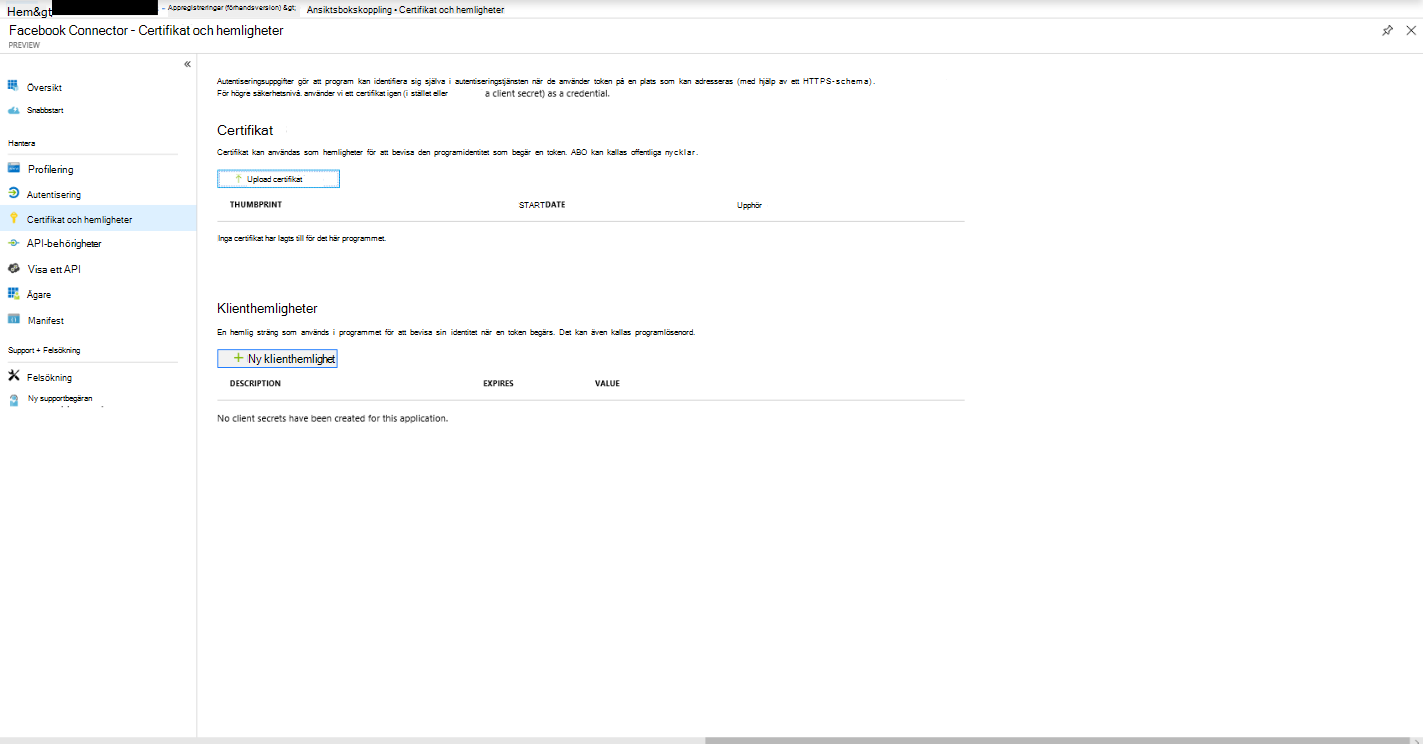 Hem&gt; - Appregistreringar (förhandsversion) &gt; Ansiktsbokskoppling • Certifikat och hemligheter
Facebook Connector - Certifikat och hemligheter
PREVIEW
«
Översikt
Snabbstart
Hantera
Profilering
Autentisering
Certifikat och hemligheter
API-behörigheter
Visa ett API
Ägare
Manifest
Support + Felsökning
Felsökning
Ny supportbegäran
Autentiseringsuppgifter gör att program kan identifiera sig själva i autentiseringstjänsten när de använder token på en plats som kan adresseras (med hjälp av ett HTTPS-schema).
För högre säkerhetsnivå. använder vi ett certifikat igen (i stället eller a client secret) as a credential.
Certifikat
Certifikat kan användas som hemligheter för att bevisa den programidentitet som begär en token. ABO kan kallas offentliga nycklar.
Upload certifikat
THUMBPRINT STARTDATE Upphör
Inga certifikat har lagts till för det här programmet.
Klienthemligheter
En hemlig sträng som används i programmet för att bevisa sin identitet när en token begärs. Det kan även kallas programlösenord.
+ Ny klienthemlighet
DESCRIPTION EXPIRES VALUE
No client secrets have been created for this application.